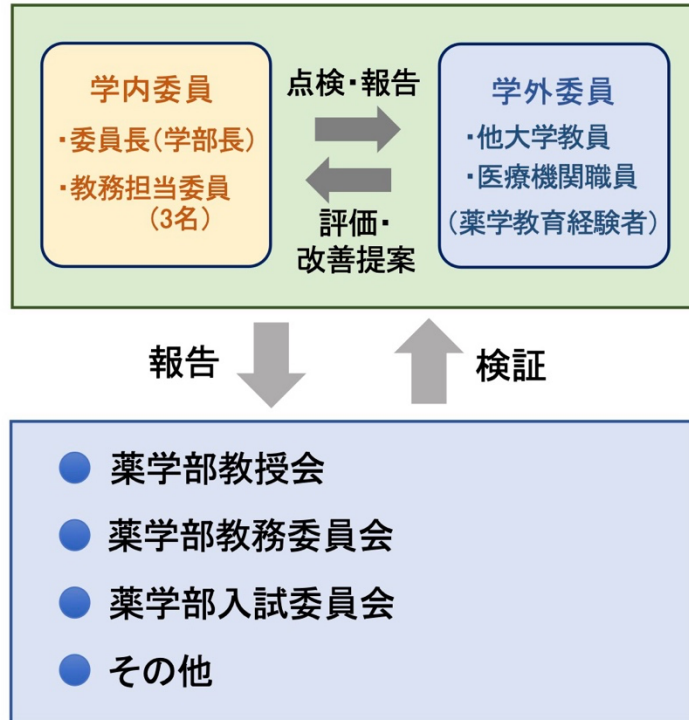 学内委員
・委員長(学部長)
・教務担当委員
(3名)
点検・報告
評価・
改善提案
学外委員
・他大学教員
・医療機関職員
(薬学教育経験者)
報告
検証
薬学部教授会
薬学部教務委員会
薬学部入試委員会
その他